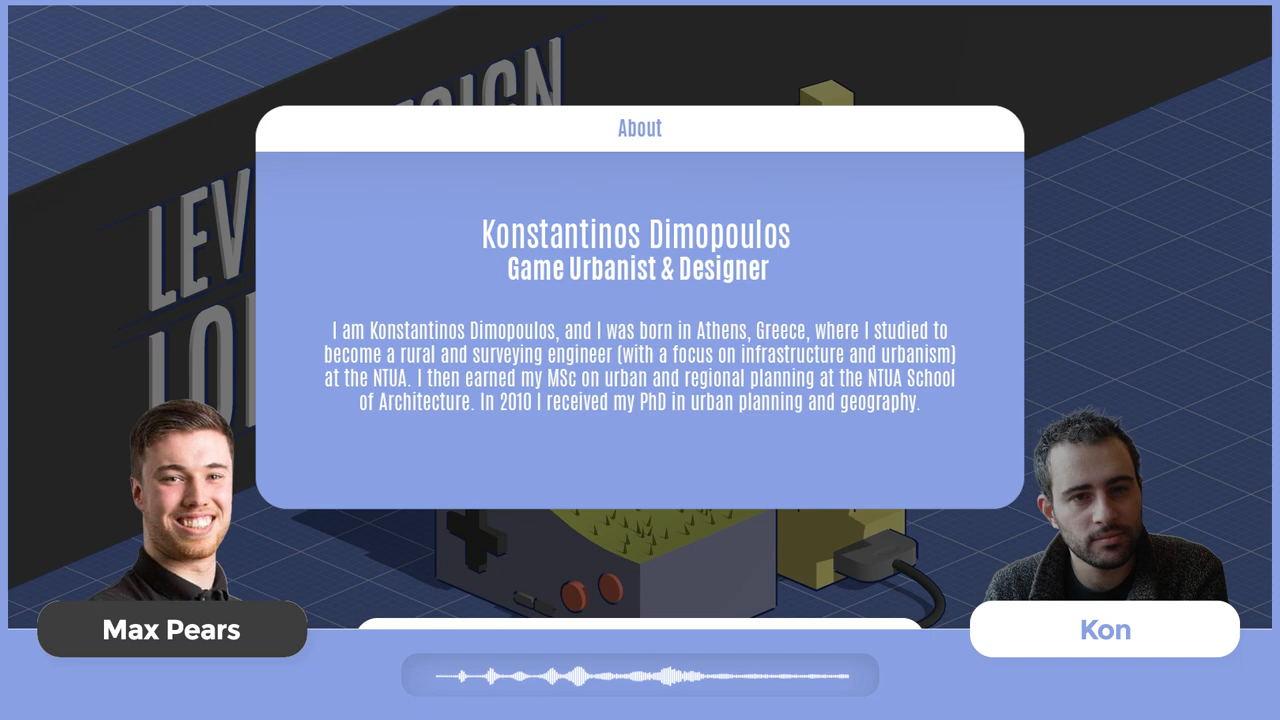 About
Konstantinos Dimopoulos
Game Urbanist & Designer
I am Konstantinos Dimopoulos, and I was born in Athens, Greece, where I studied to
become a rural and surveying engineer (with a focus on infrastructure and urbanism)
at the NTUA. I then earned my MSc on urban and regional planning at the NTUA School
of Architecture. In 2010 I received my PhD in urban planning and geography.
Max Pears
Kon